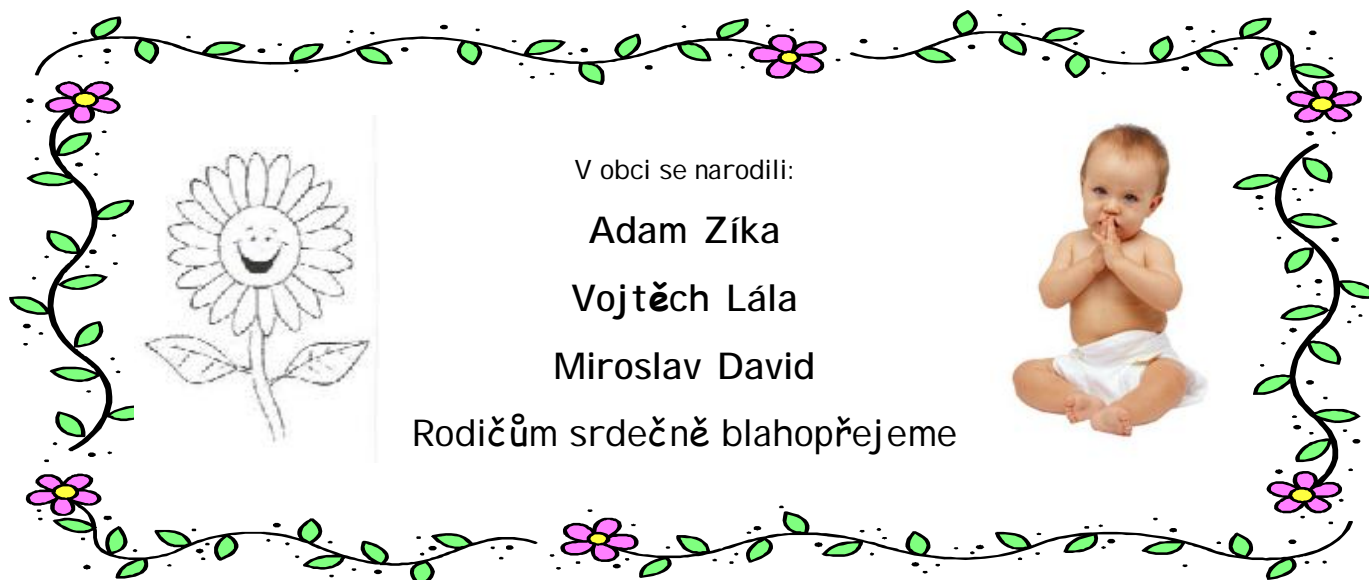 V obci se narodili:
Adam Zíka
Vojtěch Lála
Miroslav David
Rodičům srdečně blahopřejeme